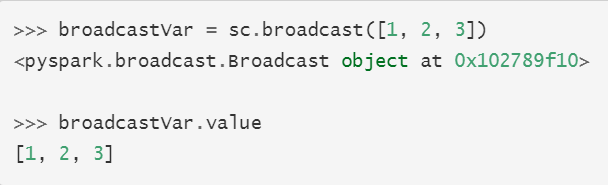 >>> broadcastVar = sc.broadcast([1, 2, 3])
<pyspark.broadcast.Broadcast object at 0x102789f10>
>>> broadcastVar.value
[1, 2, 3]